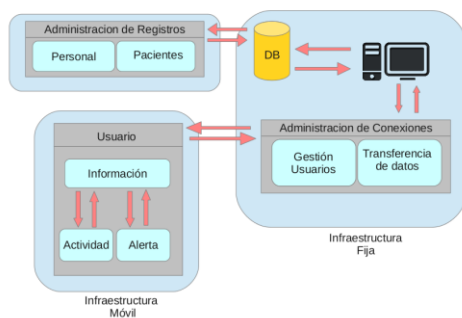 Administracion de Registros
Personal
Pacientes
DB
Administracion de Conexiones
Gestión
Usuarios
Transferencia
de datos
Infraestructura
Fija
Usuario
Información
Actividad
Alerta
Infraestructura
Móvil